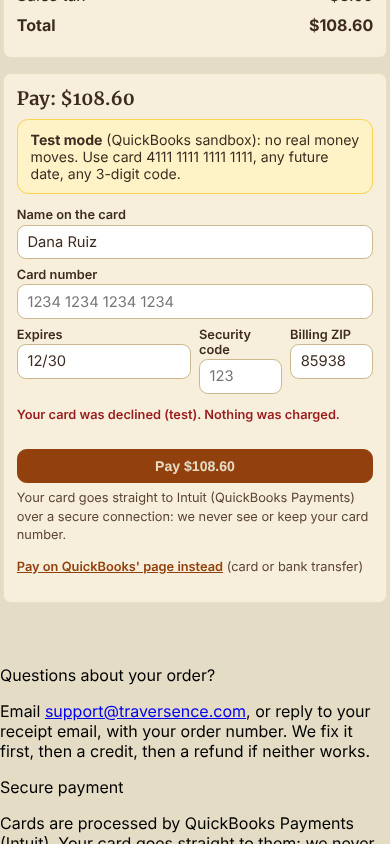 Total $108.60
Pay: $108.60
Test mode (QuickBooks sandbox): no real money
moves. Use card 4111 1111 1111 1111, any future
date, any 3-digit code.
Name on the card
Dana Ruiz
Card number
1234 1234 1234 1234
Expires
Security
code
Billing ZIP
12/30
123
85938
Your card was declined (test). Nothing was charged.
Pay $108.60
Your card goes straight to Intuit (QuickBooks Payments)
over a secure connection: we never see or keep your card
number.
Pay on QuickBooks' page instead (card or bank transfer)
Questions about your order?
Email support@traversence.com, or reply to your
receipt email, with your order number. We fix it
first, then a credit, then a refund if neither works.
Secure payment
Cards are processed by QuickBooks Payments
(Intuit). Your card goes straight to them: we never